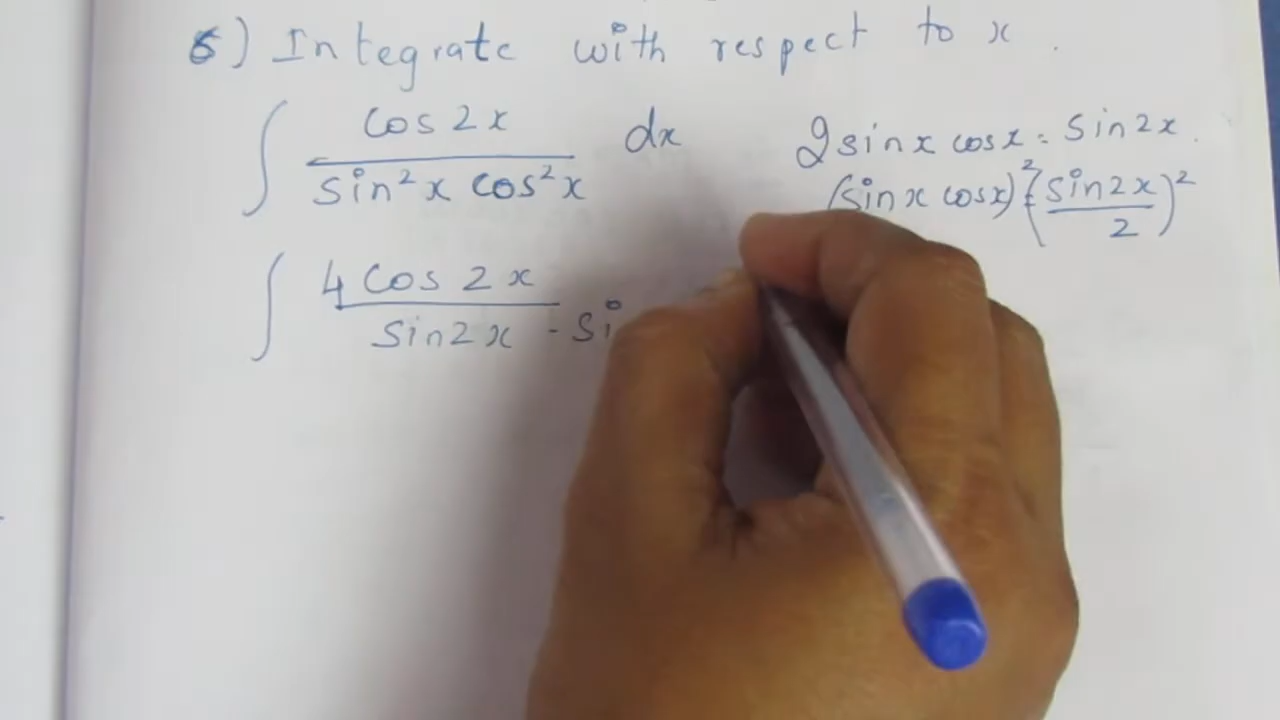 6) Integrate with respect to x.
∫ cos 2x / sin²x cos²x dx
2 sin x cos x = sin 2x.
(sin x cos x)² = (sin 2x / 2)²
∫ 4 cos 2x / sin 2x - si